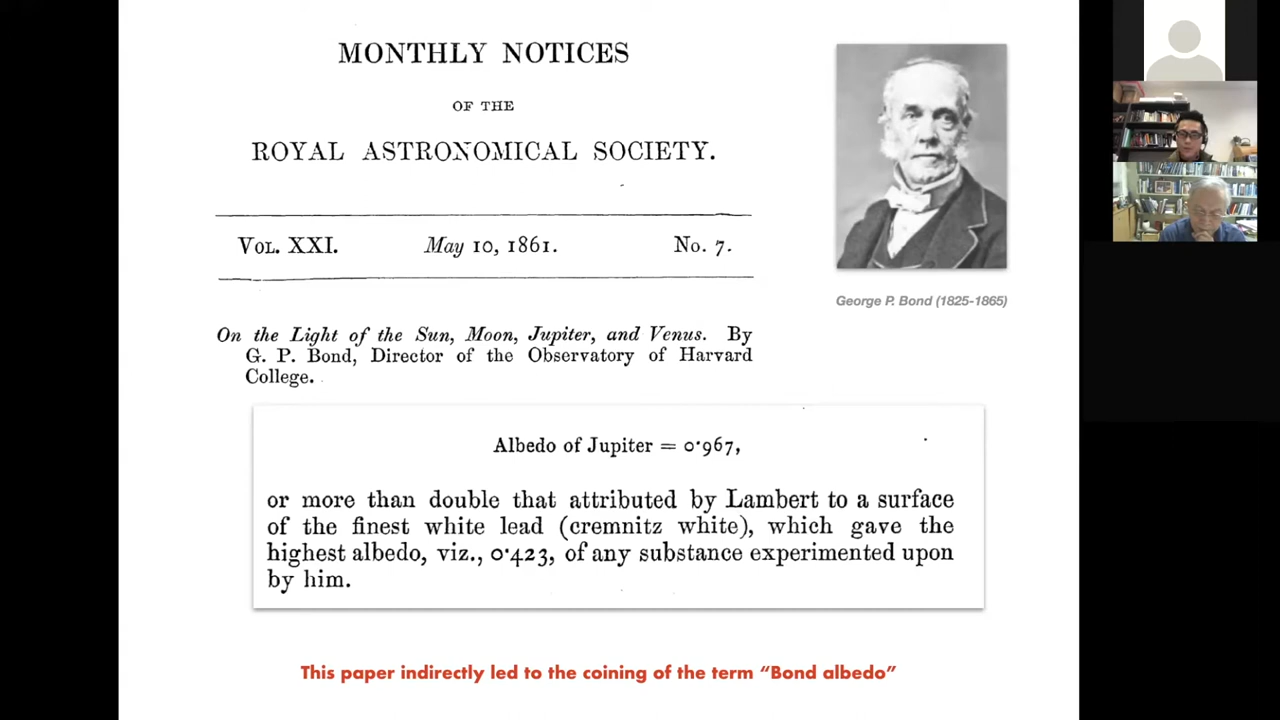 MONTHLY NOTICES
OF THE
ROYAL ASTRONOMICAL SOCIETY.
VOL. XXI. May 10, 1861. No. 7.
On the Light of the Sun, Moon, Jupiter, and Venus. By
G. P. Bond, Director of the Observatory of Harvard
College.
George P. Bond (1825-1865)
Albedo of Jupiter = 0·967,
or more than double that attributed by Lambert to a surface
of the finest white lead (cremnitz white), which gave the
highest albedo, viz., 0·423, of any substance experimented upon
by him.
This paper indirectly led to the coining of the term “Bond albedo”